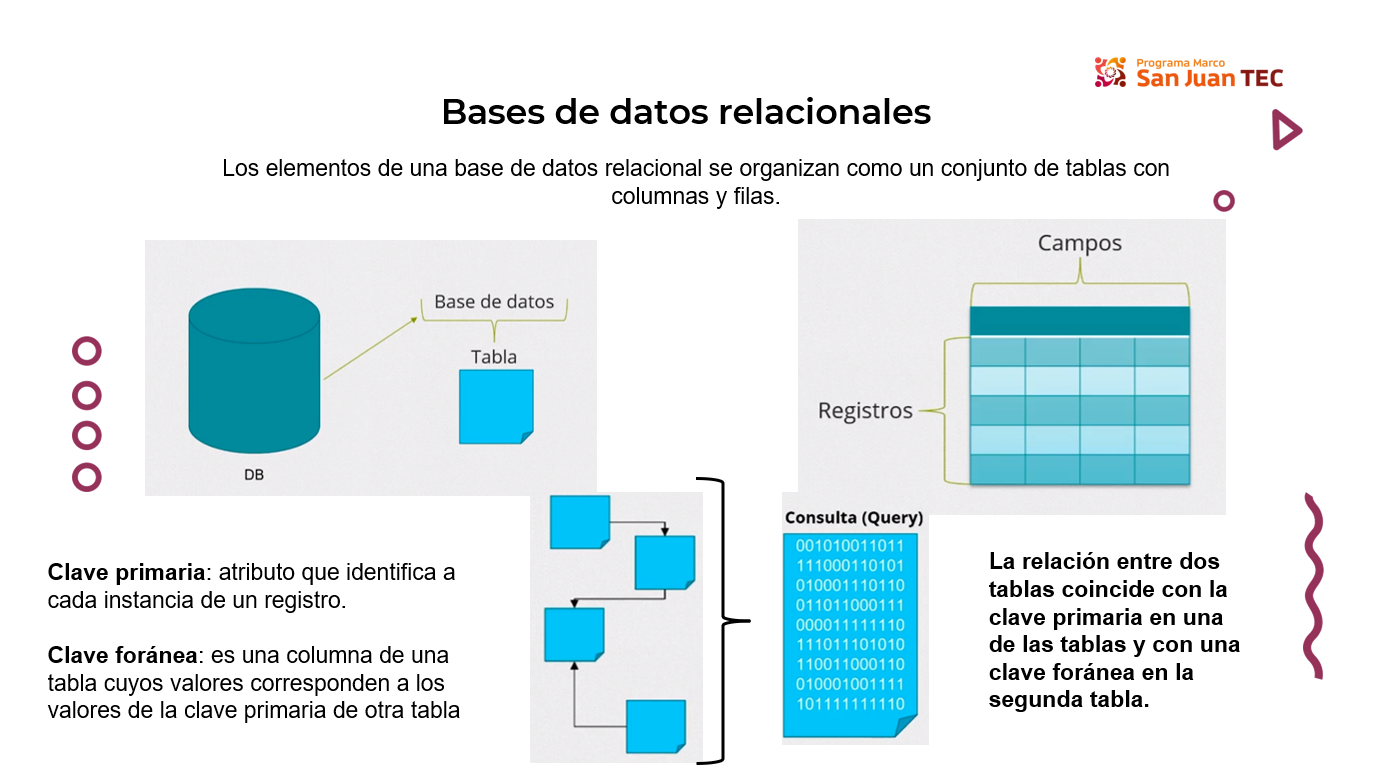 Programa Marco
San Juan TEC
Bases de datos relacionales
Los elementos de una base de datos relacional se organizan como un conjunto de tablas con
columnas y filas.
Base de datos
Tabla
DB
Campos
Registros
Clave primaria: atributo que identifica a
cada instancia de un registro.
Clave foránea: es una columna de una
tabla cuyos valores corresponden a los
valores de la clave primaria de otra tabla
Consulta (Query)
001010011011
111000110101
010001110110
011011000111
000011111110
111011101010
110011000110
010001001111
101111111110
La relación entre dos
tablas coincide con la
clave primaria en una
de las tablas y con una
clave foránea en la
segunda tabla.